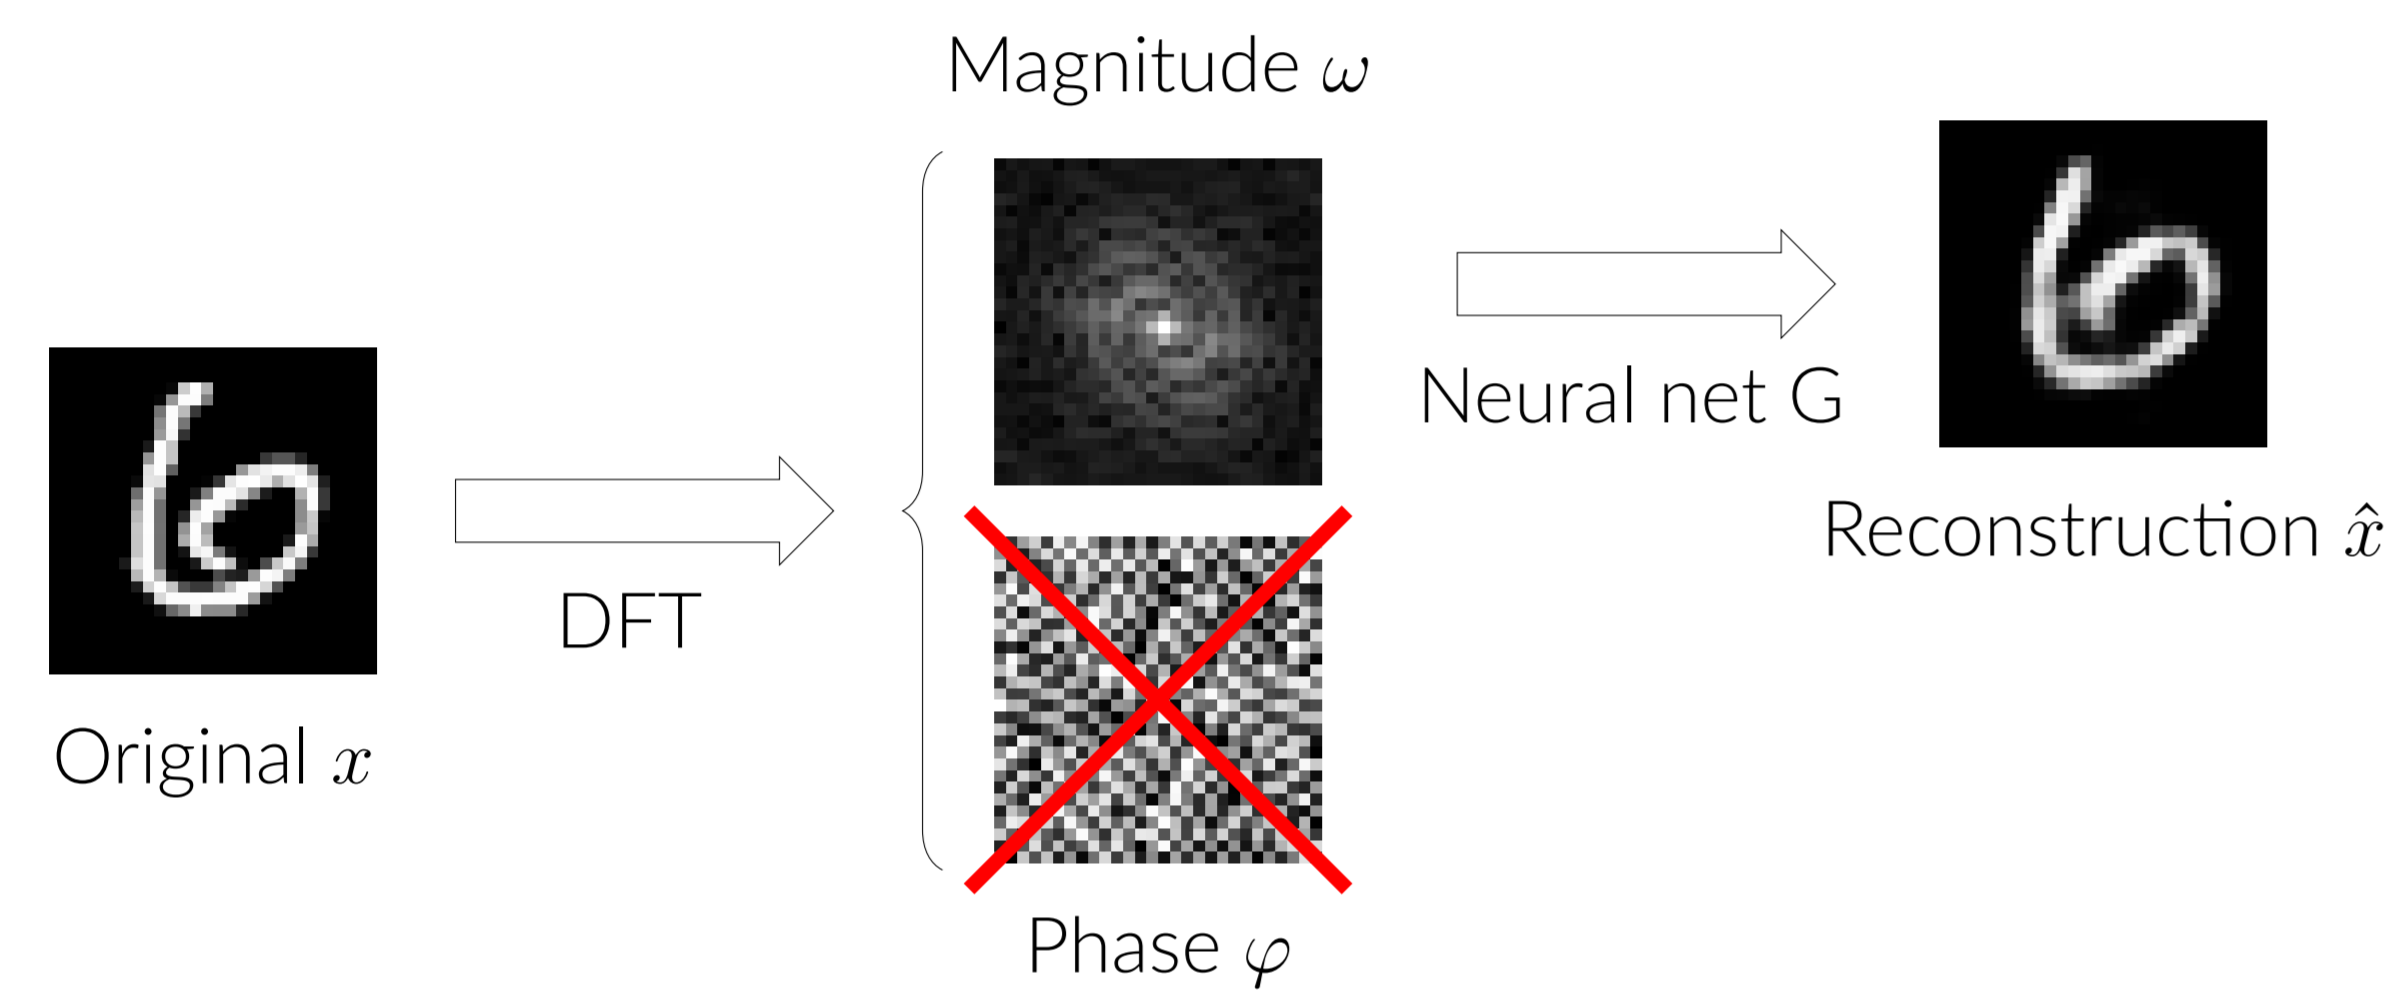 Original x
DFT
Magnitude ω
Phase φ
Neural net G
Reconstruction x̂